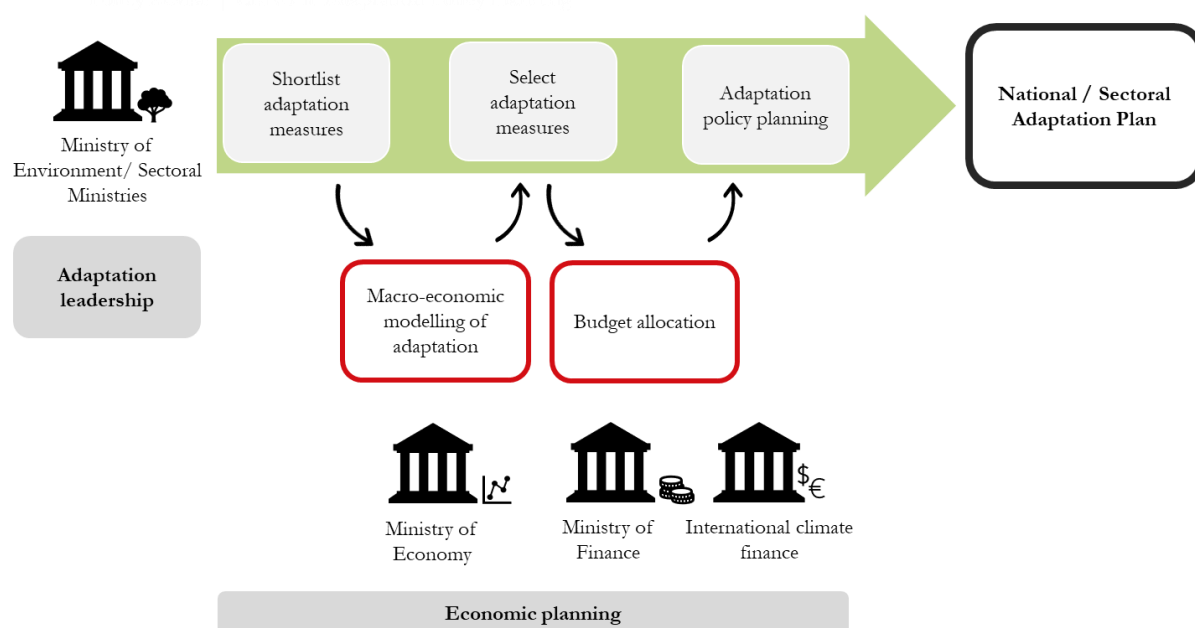 Shortlist
adaptation
measures
Select
adaptation
measures
Adaptation
policy planning
National / Sectoral
Adaptation Plan
Ministry of
Environment/ Sectoral
Ministries
Adaptation
leadership
Macro-economic
modelling of
adaptation
Budget allocation
$
€
Ministry of
Economy
Ministry of
Finance
International climate
finance
Economic planning